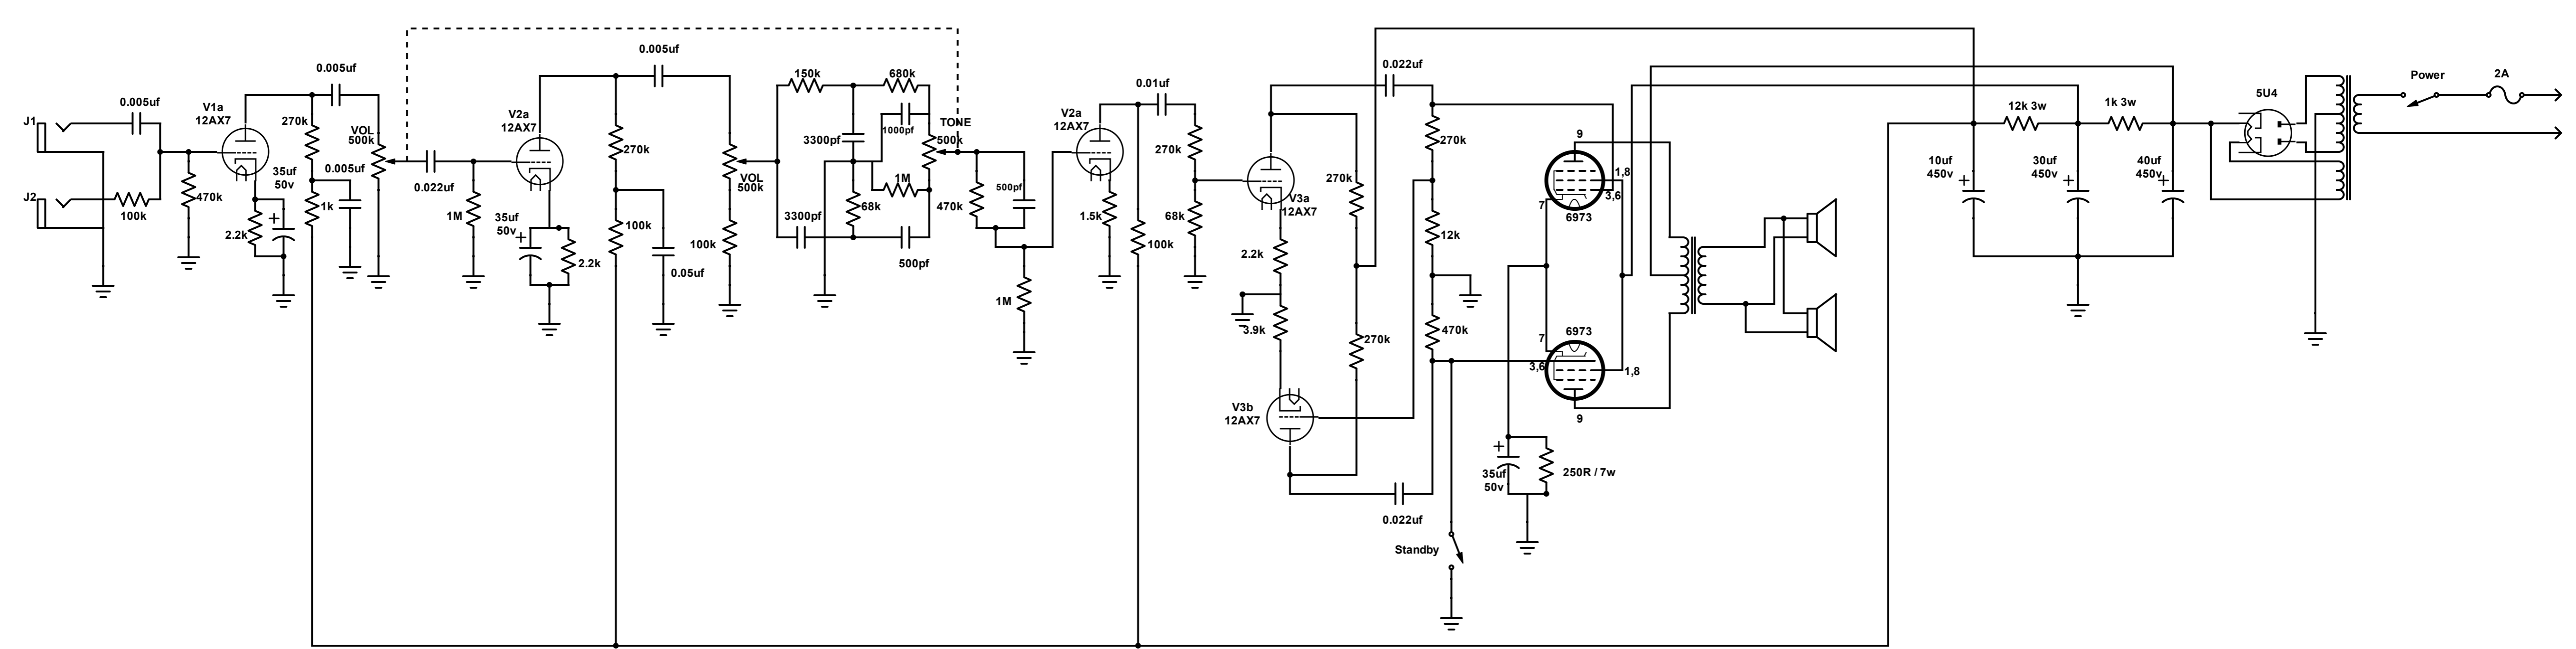 J1
J2
0.005uf
100k
470k
V1a
12AX7
2.2k
35uf
50v
+
0.005uf
270k
1k
0.005uf
VOL
500k
0.022uf
1M
V2a
12AX7
35uf
50v
+
2.2k
0.005uf
270k
100k
0.05uf
100k
VOL
500k
150k
680k
3300pf
1000pf
TONE
500k
1M
68k
3300pf
500pf
470k
500pf
1M
V2a
12AX7
1.5k
100k
0.01uf
270k
68k
V3a
12AX7
2.2k
3.9k
V3b
12AX7
270k
270k
0.022uf
270k
12k
470k
0.022uf
Standby
9
1,8
3,6
7
6973
6973
7
3,6
1,8
9
+
35uf
50v
250R / 7w
12k 3w
1k 3w
10uf
450v
+
30uf
450v
+
40uf
450v
+
5U4
Power
2A